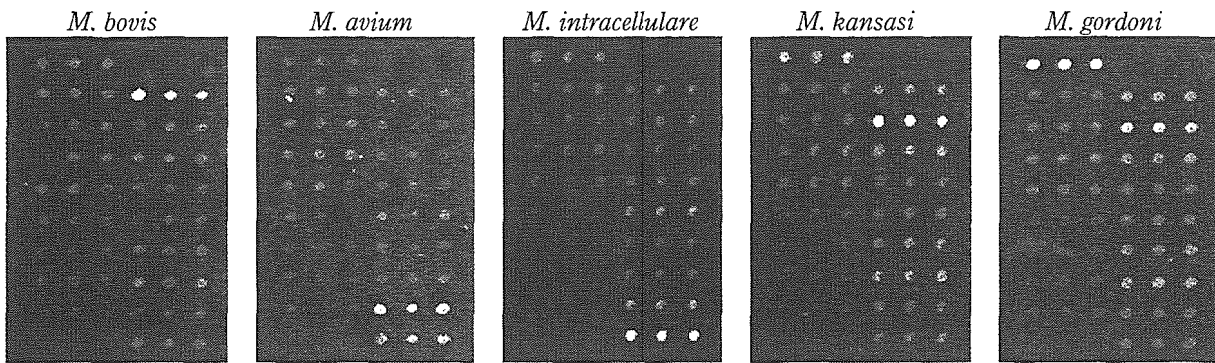 M. bovis
M. avium
M. intracellulare
M. kansasi
M. gordoni